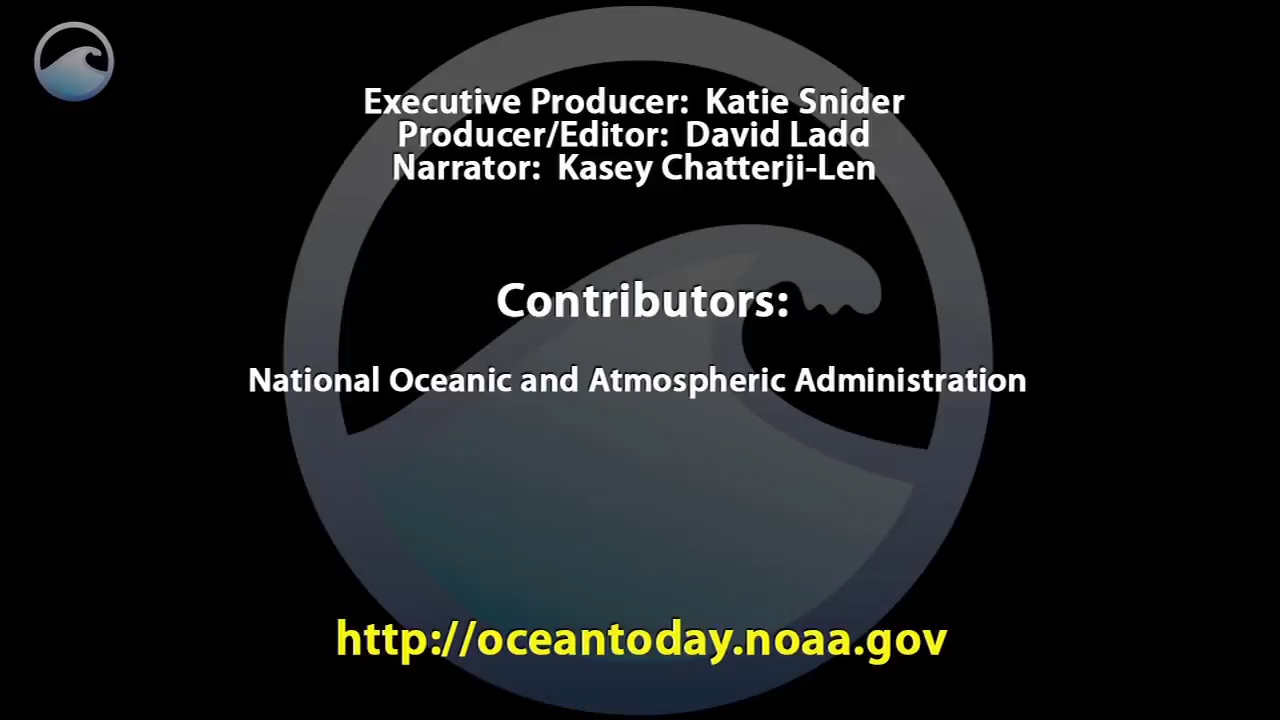 Executive Producer:  Katie Snider
Producer/Editor:  David Ladd
Narrator:  Kasey Chatterji-Len
Contributors:
National Oceanic and Atmospheric Administration
http://oceantoday.noaa.gov